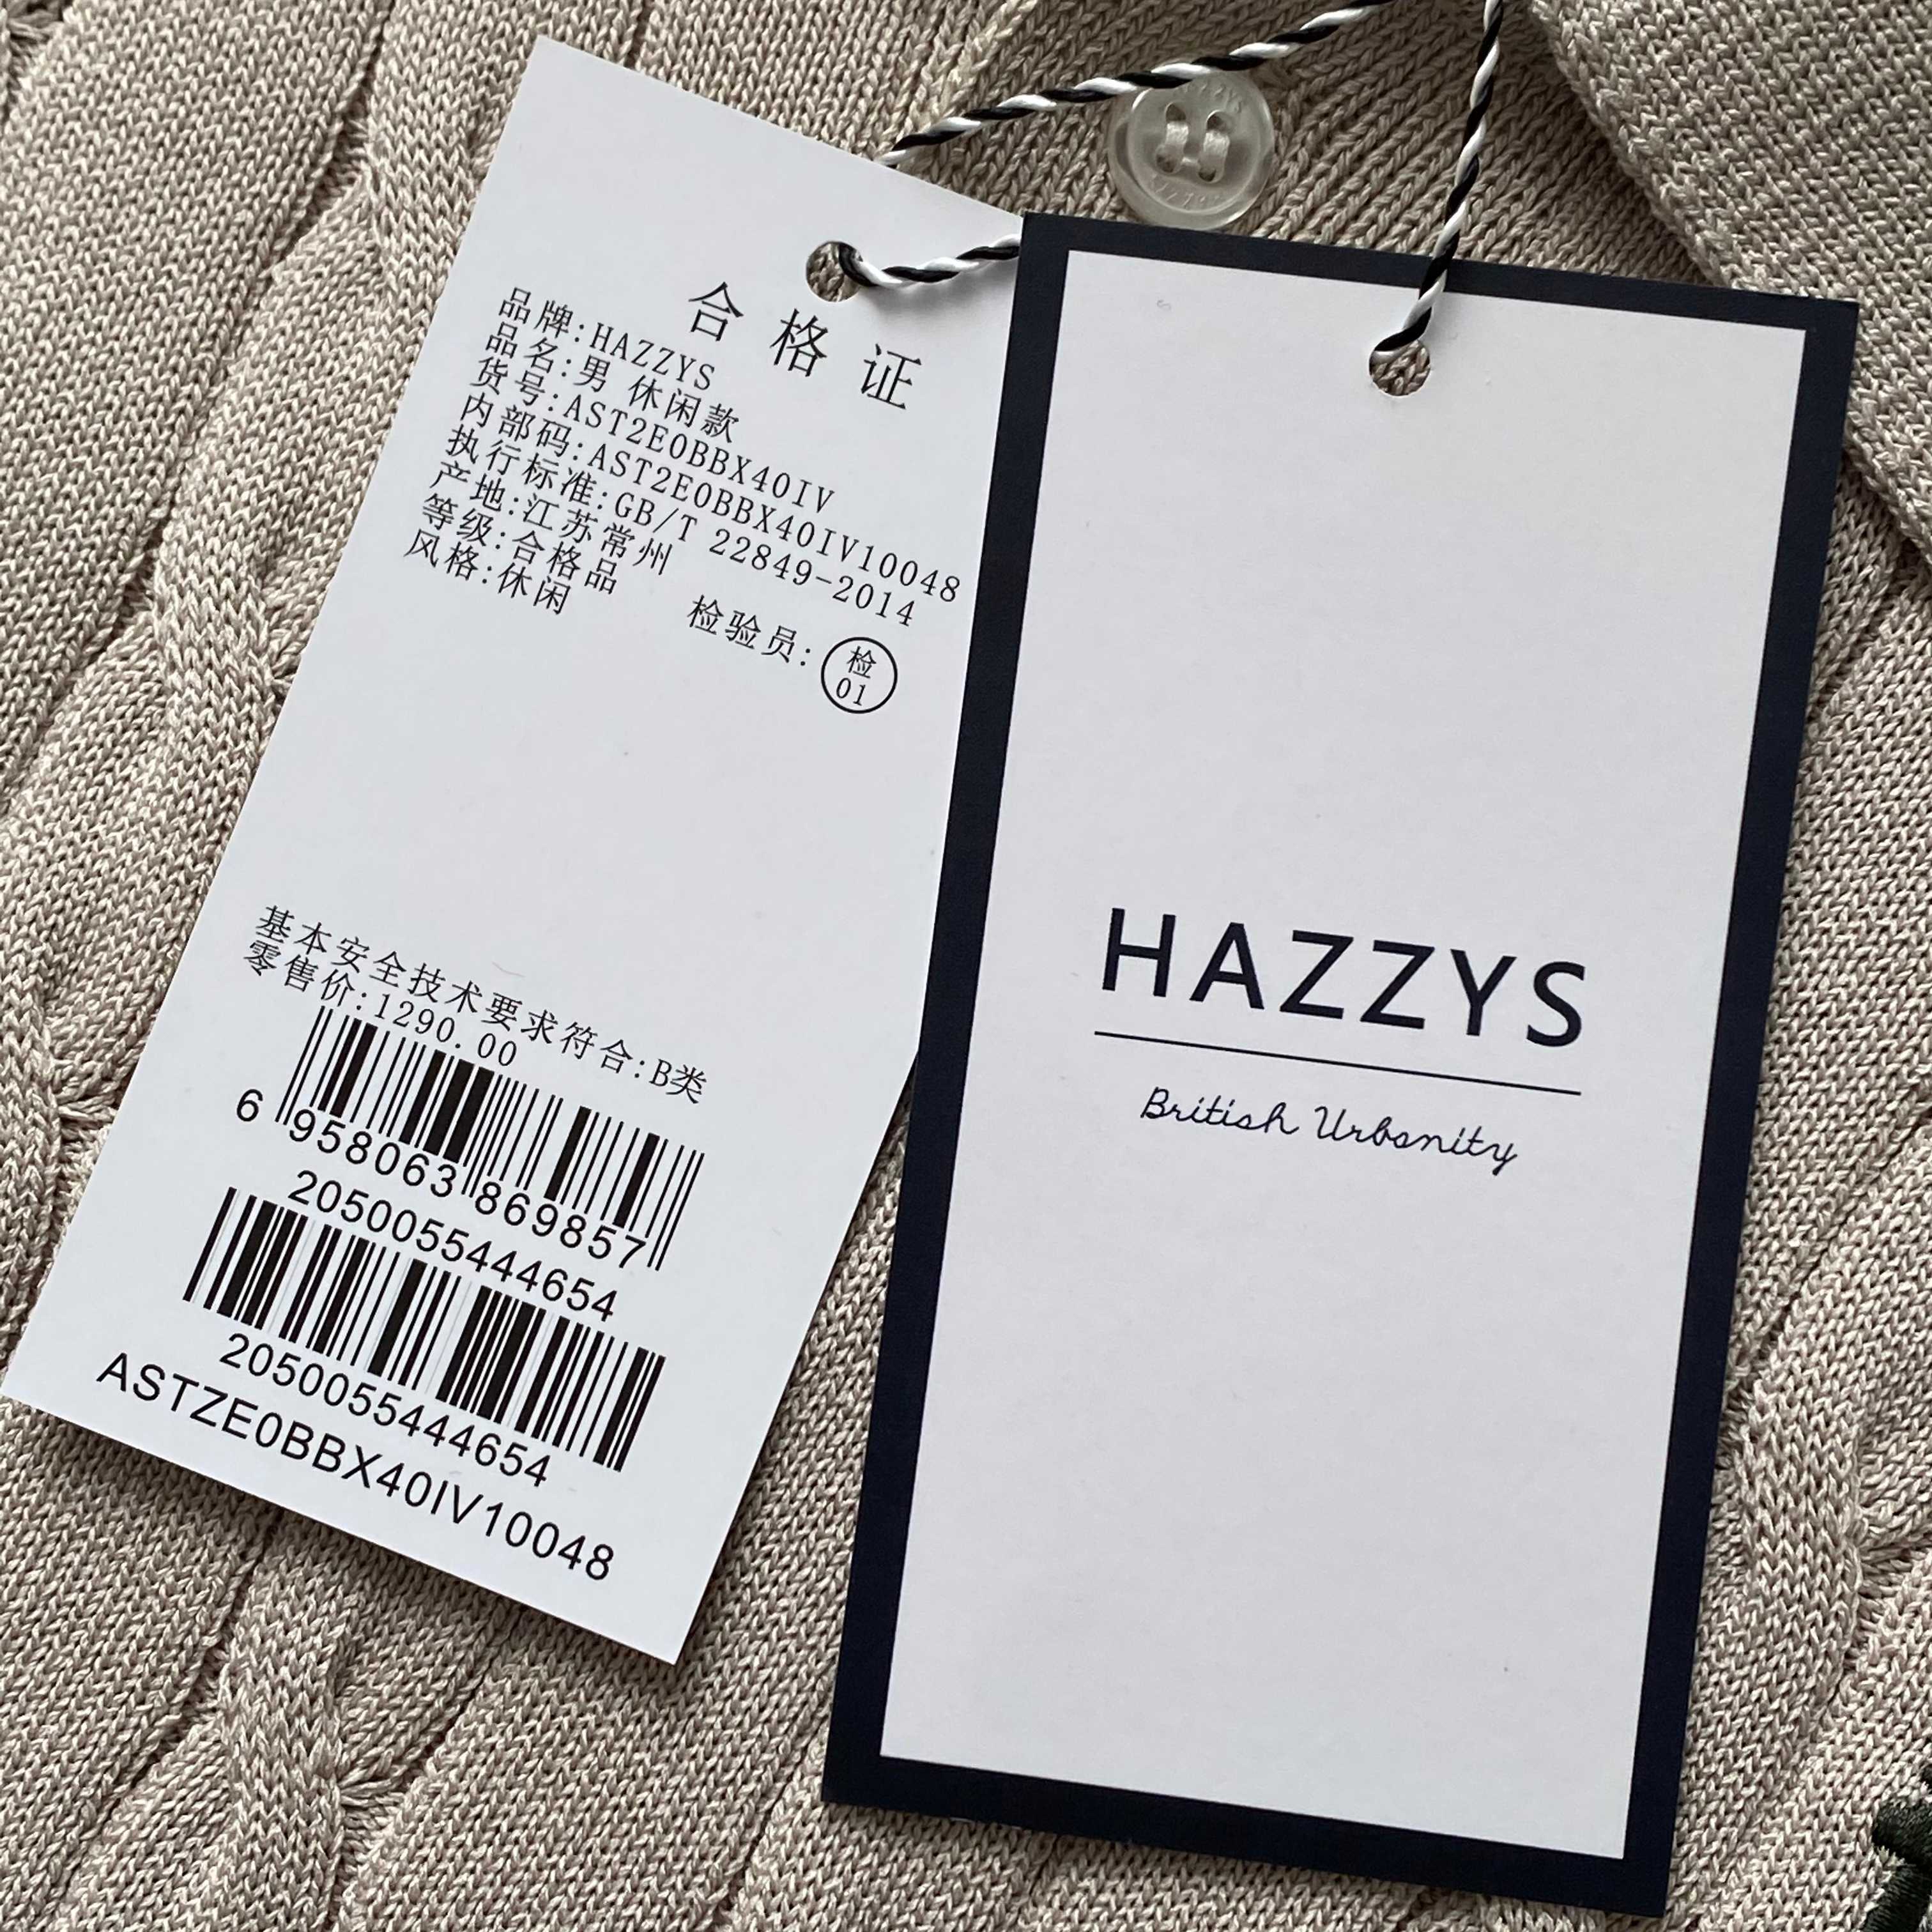 合格证
品牌:HAZZYS
品名:男 休闲款
货号:AST2E0BBX40IV
内部码:AST2E0BBX40IV10048
执行标准:GB/T 22849-2014
产地:江苏常州
等级:合格品
风格:休闲
检验员:
检
01
基本安全技术要求符合:B类
零售价:1290.00
6 958063 869857
2050055444654
2050055444654
ASTZE0BBX40IV10048
HAZZYS
British Urbanity